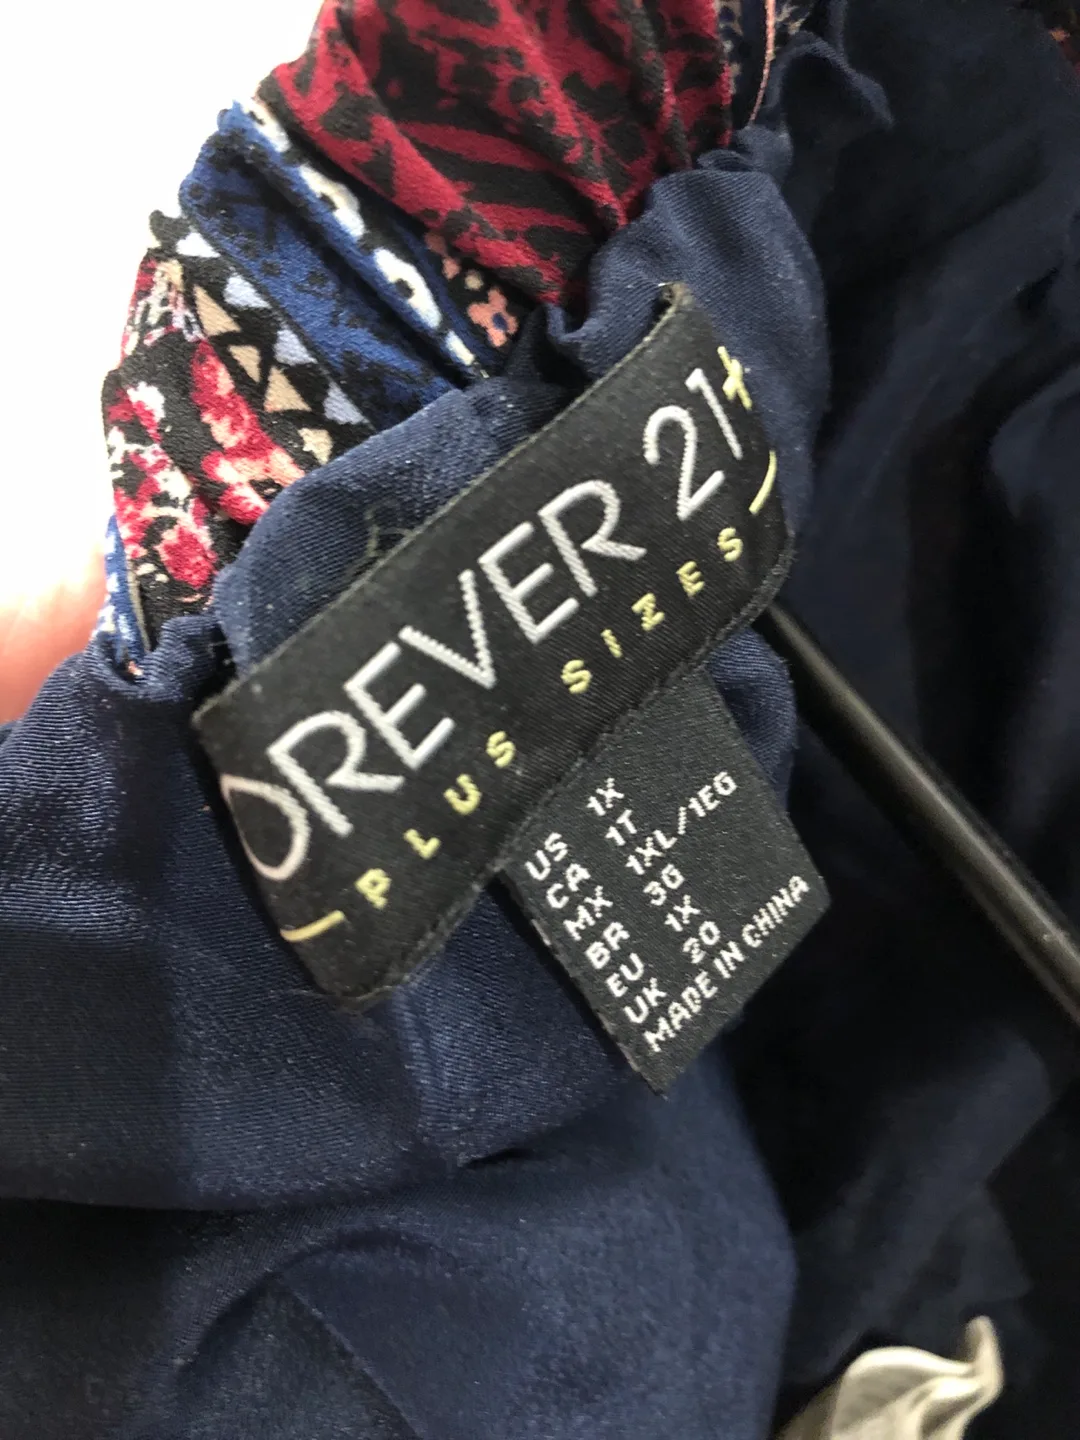 OREVER 21+
PLUS SIZES
US 1X
CA 1T
MX 1XL/1EG
BR 3G
EU 1X
UK 20
MADE IN CHINA